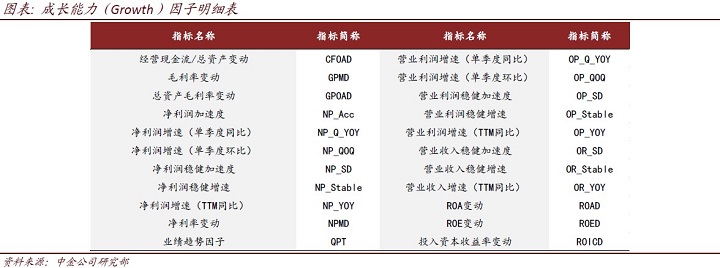 图表: 成长能力（Growth）因子明细表
指标名称 指标简称 指标名称 指标简称
经营现金流/总资产变动 CFOAD 营业利润增速（单季度同比） OP_Q_YOY
毛利率变动 GPMD 营业利润增速（单季度环比） OP_QOQ
总资产毛利率变动 GPOAD 营业利润稳健加速度 OP_SD
净利润加速度 NP_Acc 营业利润稳健增速 OP_Stable
净利润增速（单季度同比） NP_Q_YOY 营业利润增速（TTM同比） OP_YOY
净利润增速（单季度环比） NP_QOQ 营业收入稳健加速度 OR_SD
净利润稳健加速度 NP_SD 营业收入稳健增速 OR_Stable
净利润稳健增速 NP_Stable 营业收入增速（TTM同比） OR_YOY
净利润增速（TTM同比） NP_YOY ROA变动 ROAD
净利率变动 NPMD ROE变动 ROED
业绩趋势因子 QPT 投入资本收益率变动 ROICD
资料来源: 中金公司研究部